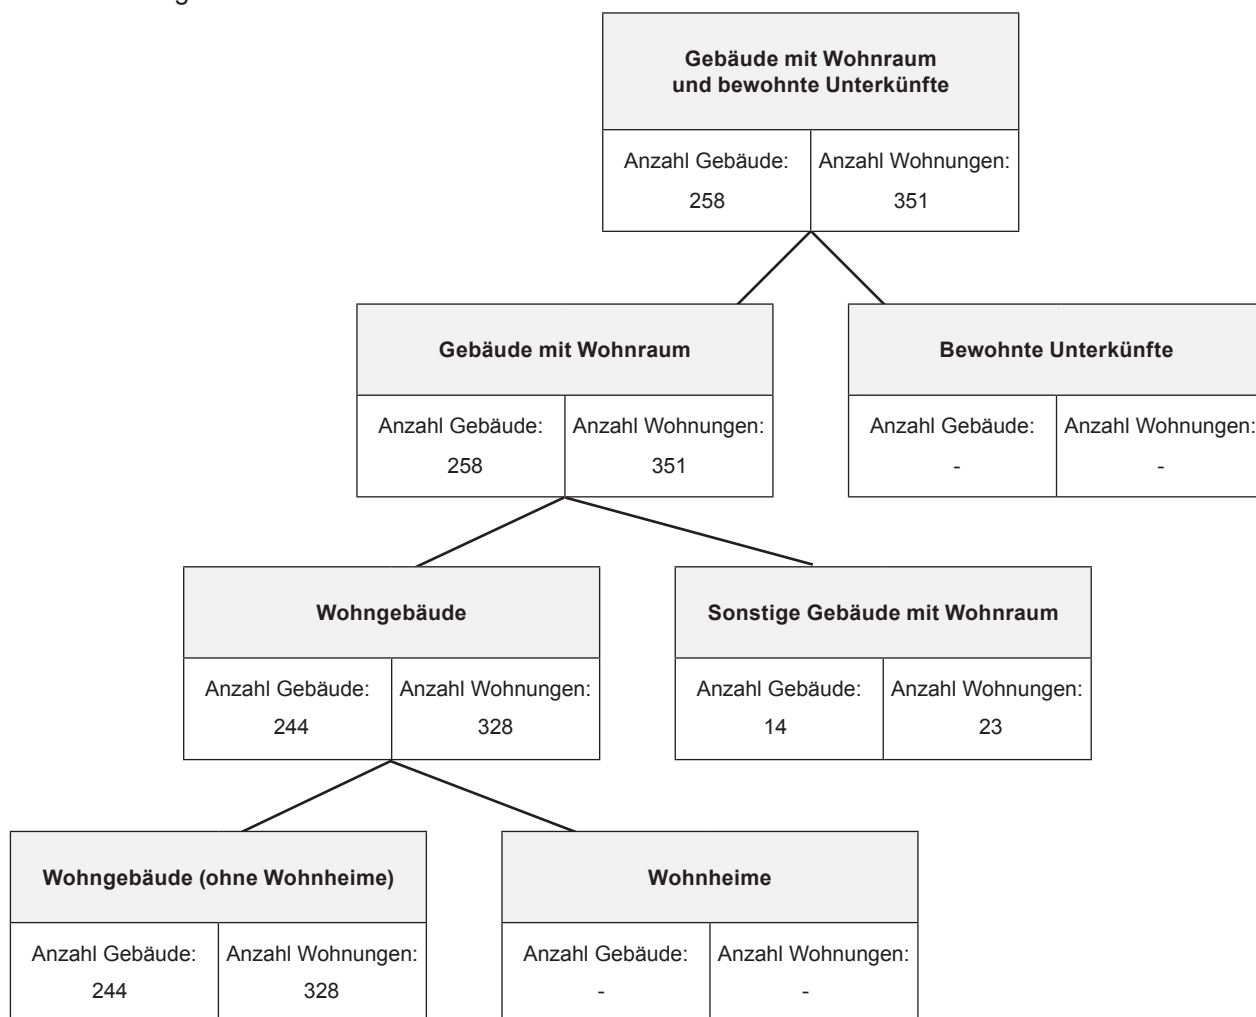 Gebäude mit Wohnraum
und bewohnte Unterkünfte
Anzahl Gebäude: Anzahl Wohnungen:
258 351
Gebäude mit Wohnraum
Bewohnte Unterkünfte
Anzahl Gebäude: Anzahl Wohnungen:
258 351
Anzahl Gebäude: Anzahl Wohnungen:
- -
Wohngebäude
Sonstige Gebäude mit Wohnraum
Anzahl Gebäude: Anzahl Wohnungen:
244 328
Anzahl Gebäude: Anzahl Wohnungen:
14 23
Wohngebäude (ohne Wohnheime)
Wohnheime
Anzahl Gebäude: Anzahl Wohnungen:
244 328
Anzahl Gebäude: Anzahl Wohnungen:
- -